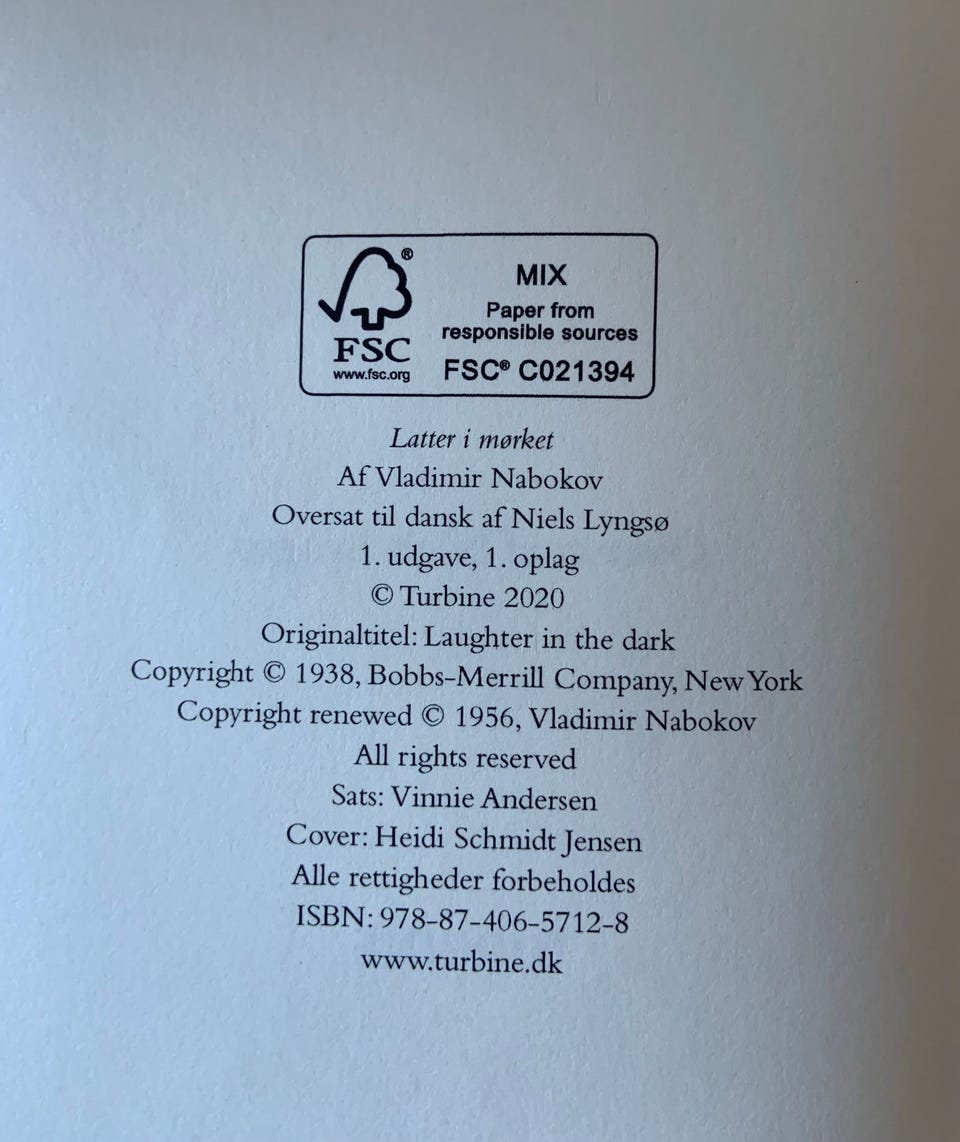 FSC®
www.fsc.org
MIX
Paper from
responsible sources
FSC® C021394
Latter i mørket
Af Vladimir Nabokov
Oversat til dansk af Niels Lyngsø
1. udgave, 1. oplag
© Turbine 2020
Originaltitel: Laughter in the dark
Copyright © 1938, Bobbs-Merrill Company, New York
Copyright renewed © 1956, Vladimir Nabokov
All rights reserved
Sats: Vinnie Andersen
Cover: Heidi Schmidt Jensen
Alle rettigheder forbeholdes
ISBN: 978-87-406-5712-8
www.turbine.dk